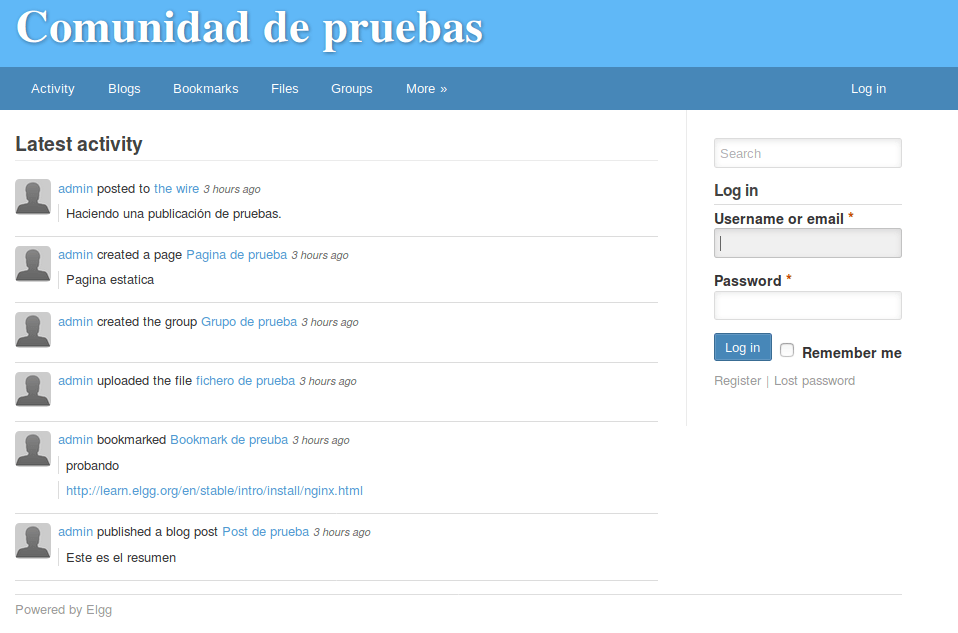 Comunidad de pruebas
Activity Blogs Bookmarks Files Groups More » Log in
Latest activity
admin posted to the wire 3 hours ago
Haciendo una publicación de pruebas.
admin created a page Pagina de prueba 3 hours ago
Pagina estatica
admin created the group Grupo de prueba 3 hours ago
admin uploaded the file fichero de prueba 3 hours ago
admin bookmarked Bookmark de preuba 3 hours ago
probando
http://learn.elgg.org/en/stable/intro/install/nginx.html
admin published a blog post Post de prueba 3 hours ago
Este es el resumen
Search
Log in
Username or email *
Password *
Log in Remember me
Register | Lost password
Powered by Elgg